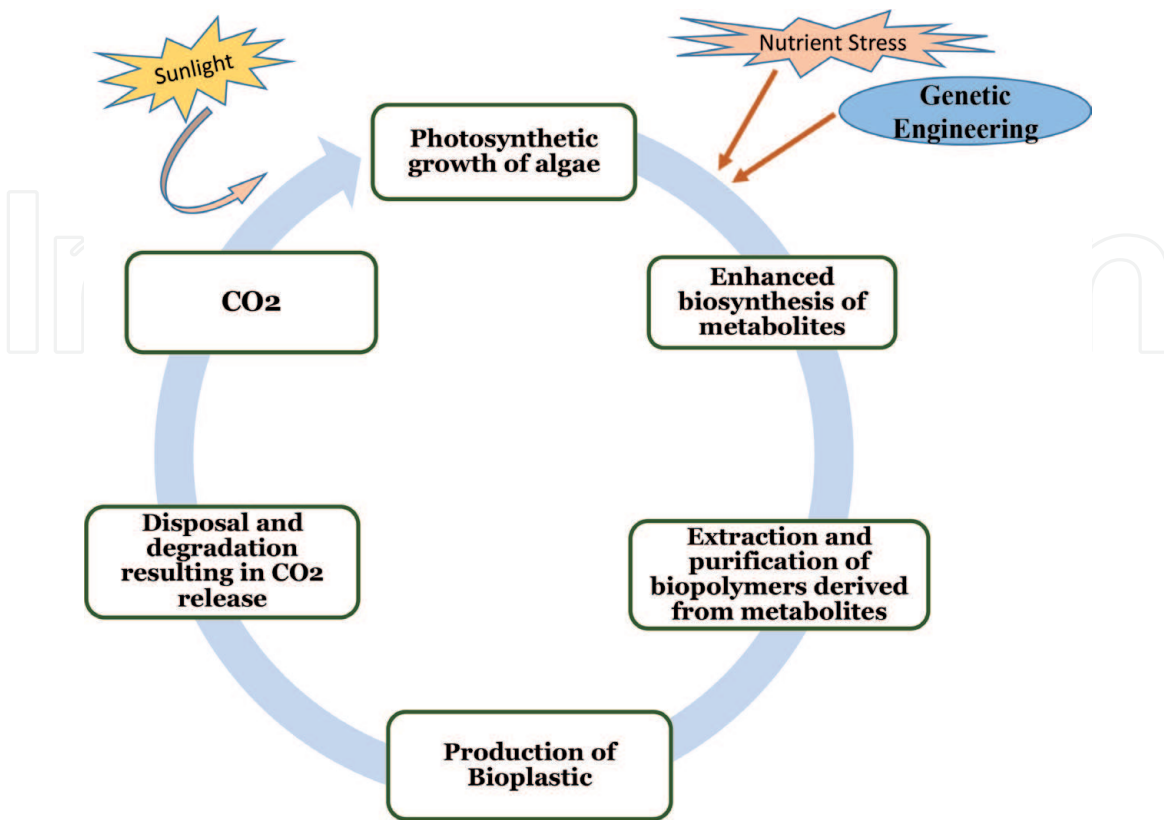 Sunlight
Nutrient Stress
Genetic
Engineering
Photosynthetic
growth of algae
CO2
Enhanced
biosynthesis of
metabolites
Disposal and
degradation
resulting in CO2
release
Extraction and
purification of
biopolymers derived
from metabolites
Production of
Bioplastic